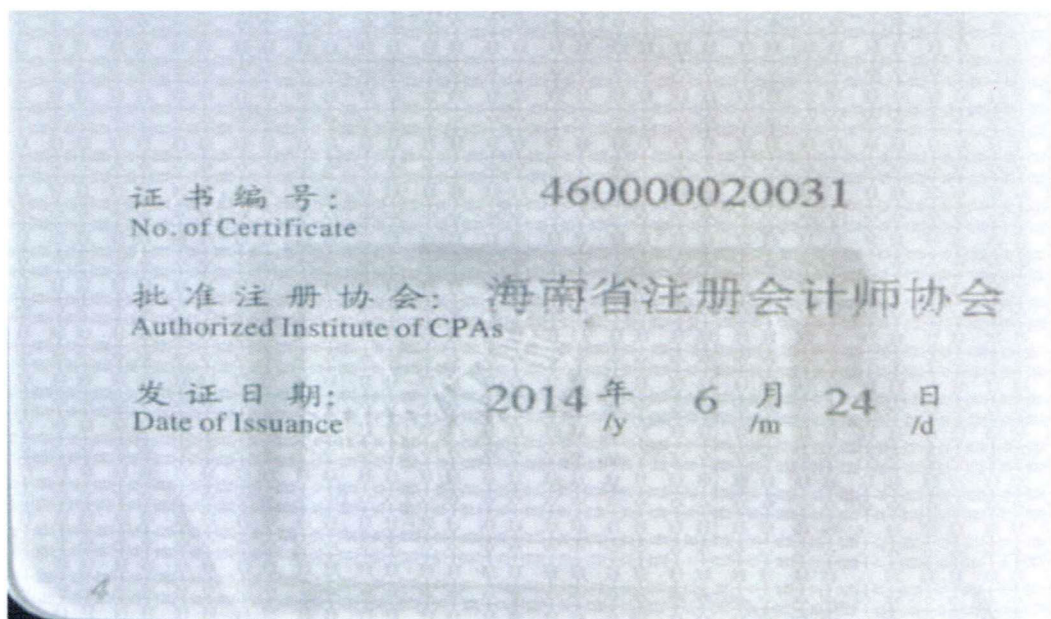 证书编号: 460000020031
No. of Certificate
批准注册协会: 海南省注册会计师协会
Authorized Institute of CPAs
发证日期: 2014 年 6 月 24 日
Date of Issuance /y /m /d
4